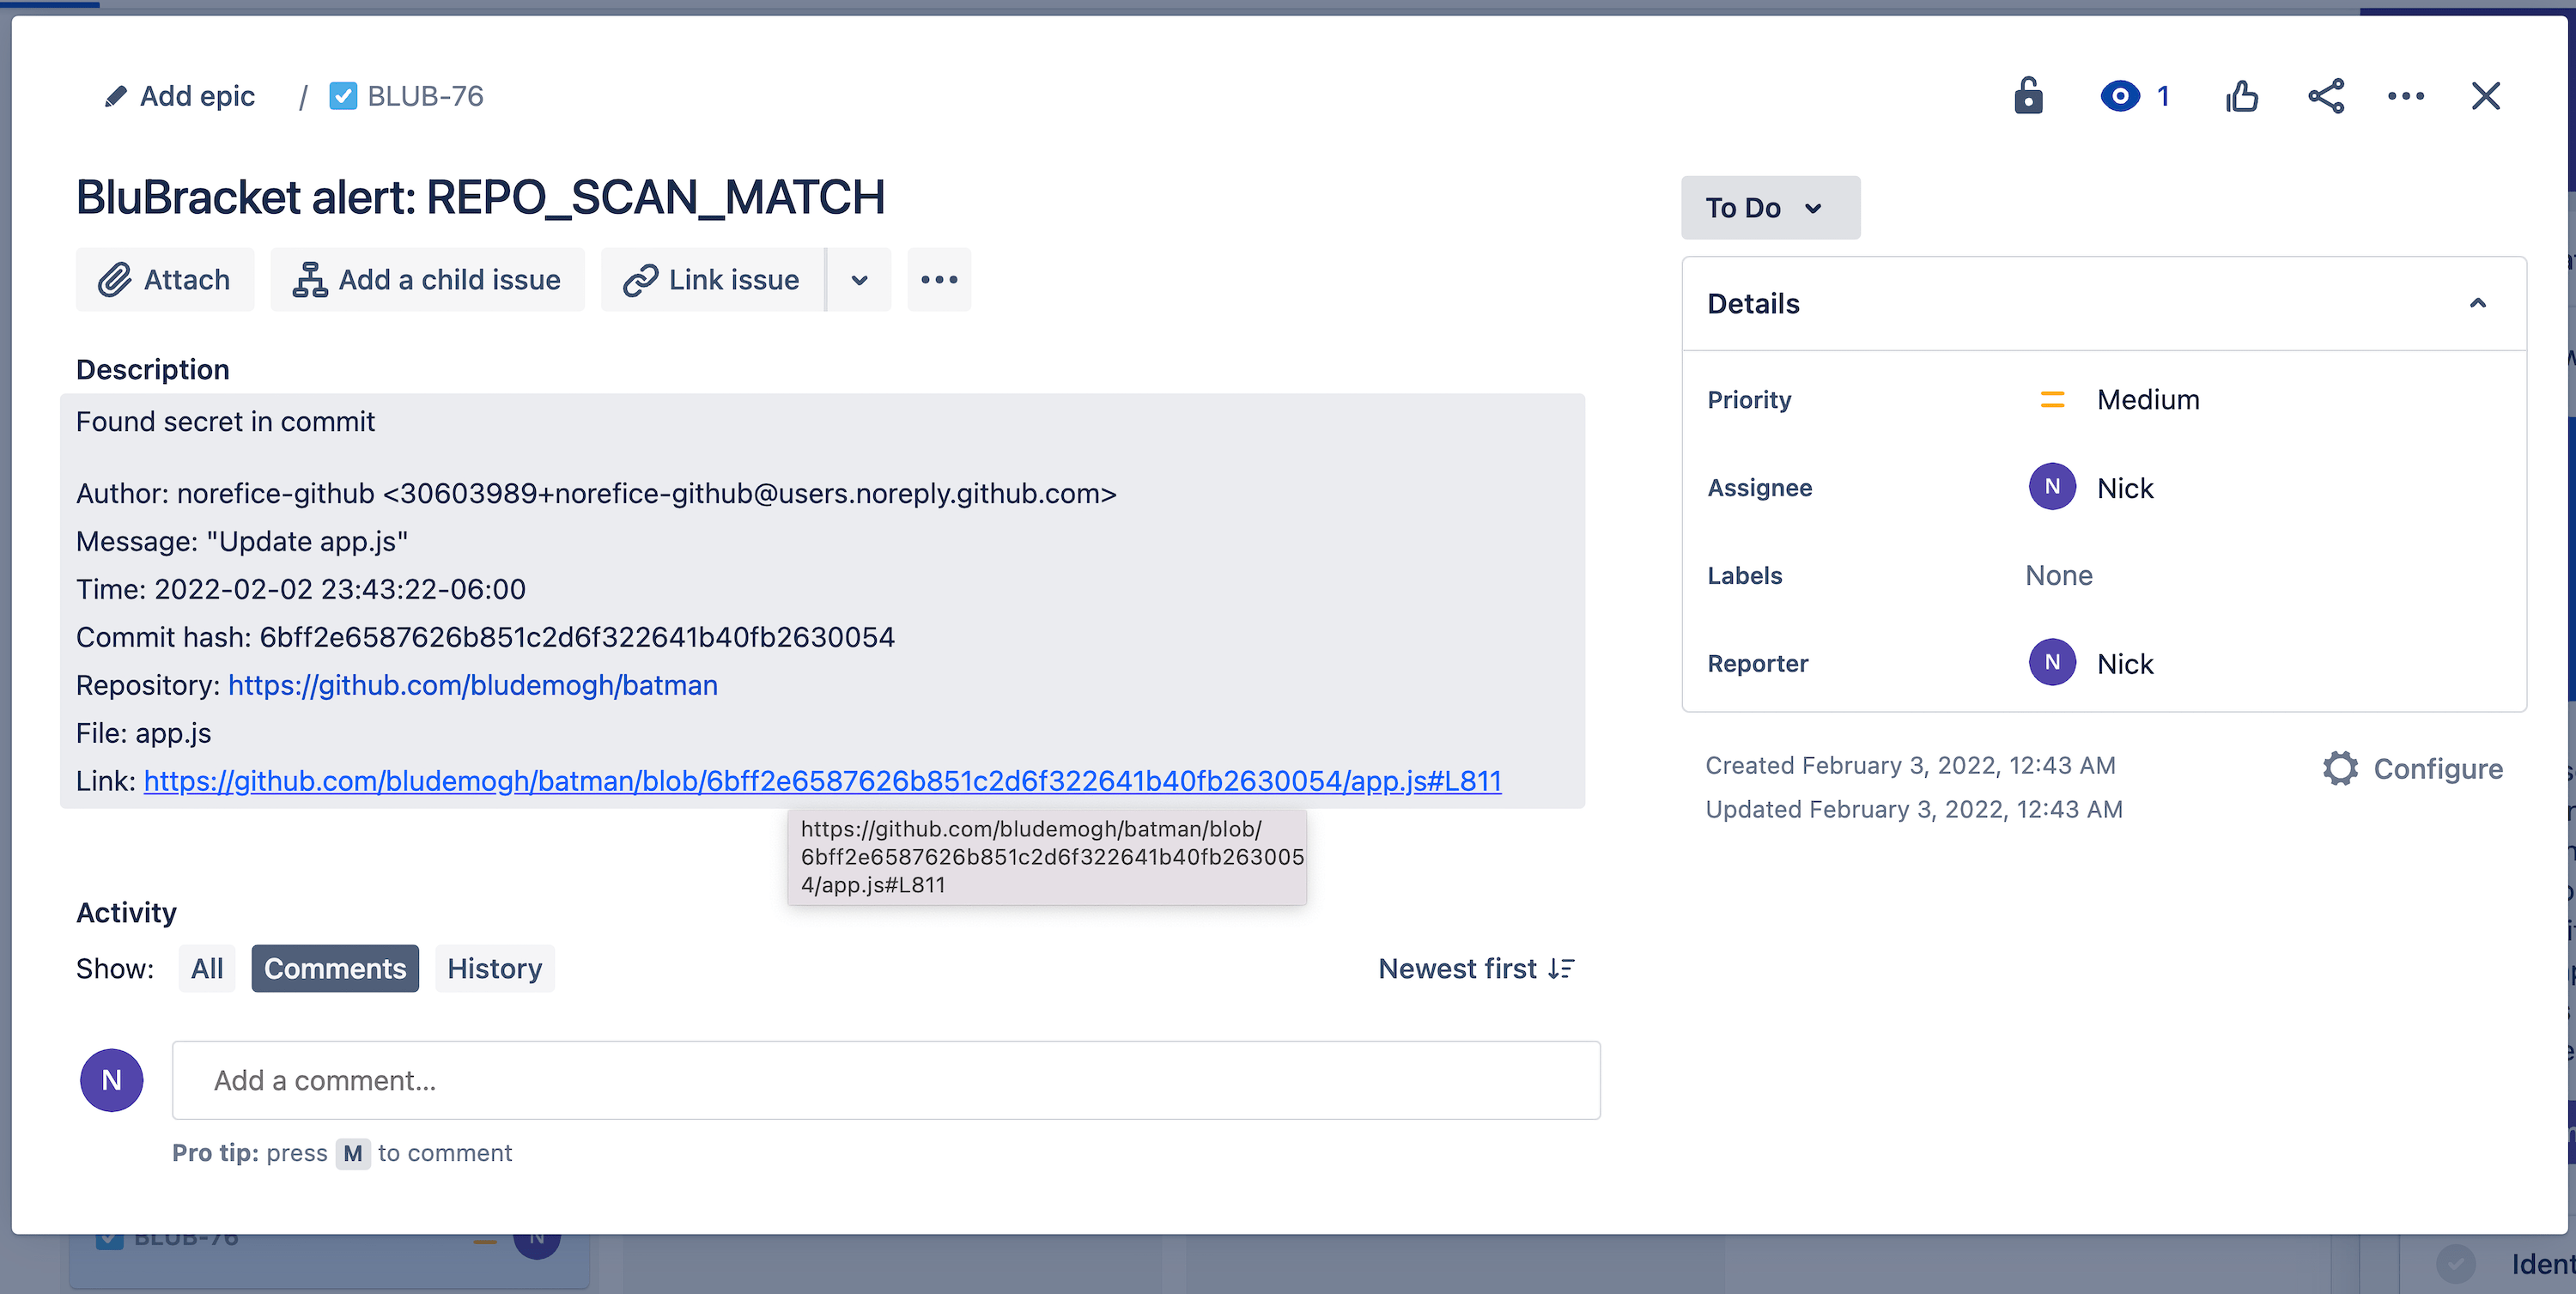 Add epic / BLUB-76
1
BluBracket alert: REPO_SCAN_MATCH
To Do
Attach
Add a child issue
Link issue
Details
Description
Found secret in commit
Priority
Medium
Author: norefice-github <30603989+norefice-github@users.noreply.github.com>
Assignee
N
Nick
Message: "Update app.js"
Labels
None
Time: 2022-02-02 23:43:22-06:00
Commit hash: 6bff2e6587626b851c2d6f322641b40fb2630054
Reporter
N
Nick
Repository: https://github.com/bludemogh/batman
File: app.js
Link: https://github.com/bludemogh/batman/blob/6bff2e6587626b851c2d6f322641b40fb2630054/app.js#L811
Created February 3, 2022, 12:43 AM
Configure
Updated February 3, 2022, 12:43 AM
https://github.com/bludemogh/batman/blob/
6bff2e6587626b851c2d6f322641b40fb263005
4/app.js#L811
Activity
Show: All Comments History
Newest first
N
Add a comment...
Pro tip: press M to comment
BLUB-76
N
Ident